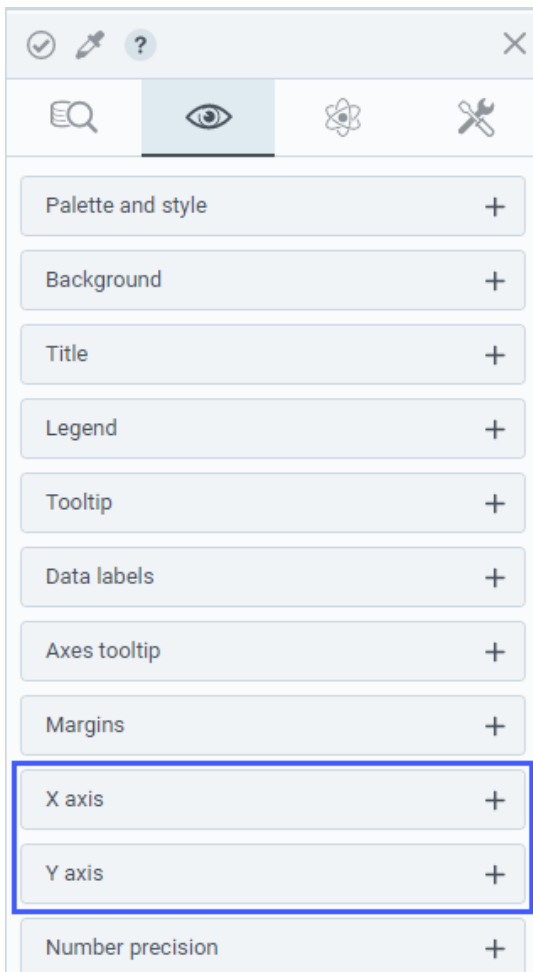 ?
Palette and style
Background
Title
Legend
Tooltip
Data labels
Axes tooltip
Margins
X axis
Y axis
Number precision